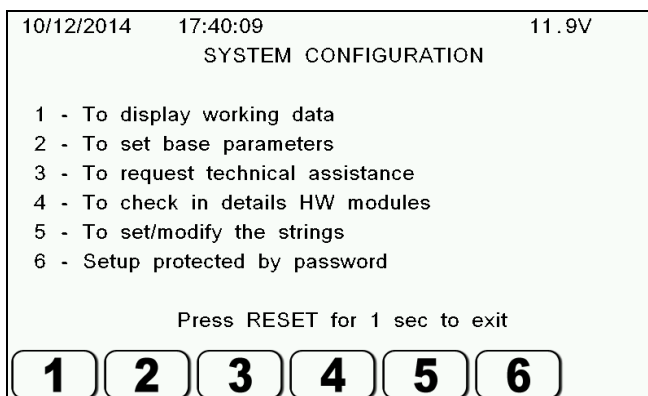 10/12/2014 17:40:09 11.9V
SYSTEM CONFIGURATION
1 - To display working data
2 - To set base parameters
3 - To request technical assistance
4 - To check in details HW modules
5 - To set/modify the strings
6 - Setup protected by password
Press RESET for 1 sec to exit
1 2 3 4 5 6